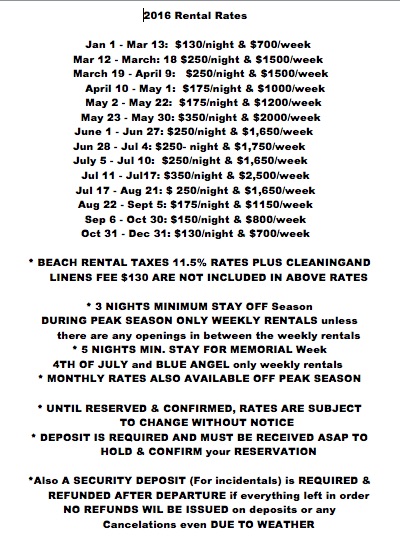 2016 Rental Rates
Jan 1 - Mar 13: $130/night & $700/week
Mar 12 - March: 18 $250/night & $1500/week
March 19 - April 9: $250/night & $1500/week
April 10 - May 1: $175/night & $1000/week
May 2 - May 22: $175/night & $1200/week
May 23 - May 30: $350/night & $2000/week
June 1 - Jun 27: $250/night & $1,650/week
Jun 28 - Jul 4: $250- night & $1,750/week
July 5 - Jul 10: $250/night & $1,650/week
Jul 11 - Jul17: $350/night & $2,500/week
Jul 17 - Aug 21: $ 250/night & $1,650/week
Aug 22 - Sept 5: $175/night & $1150/week
Sep 6 - Oct 30: $150/night & $800/week
Oct 31 - Dec 31: $130/night & $700/week
* BEACH RENTAL TAXES 11.5% RATES PLUS CLEANINGAND
LINENS FEE $130 ARE NOT INCLUDED IN ABOVE RATES
* 3 NIGHTS MINIMUM STAY OFF Season
DURING PEAK SEASON ONLY WEEKLY RENTALS unless
there are any openings in between the weekly rentals
* 5 NIGHTS MIN. STAY FOR MEMORIAL Week
4TH OF JULY and BLUE ANGEL only weekly rentals
* MONTHLY RATES ALSO AVAILABLE OFF PEAK SEASON
* UNTIL RESERVED & CONFIRMED, RATES ARE SUBJECT
TO CHANGE WITHOUT NOTICE
* DEPOSIT IS REQUIRED AND MUST BE RECEIVED ASAP TO
HOLD & CONFIRM your RESERVATION
*Also A SECURITY DEPOSIT (For incidentals) is REQUIRED &
REFUNDED AFTER DEPARTURE if everything left in order
NO REFUNDS WIL BE ISSUED on deposits or any
Cancelations even DUE TO WEATHER